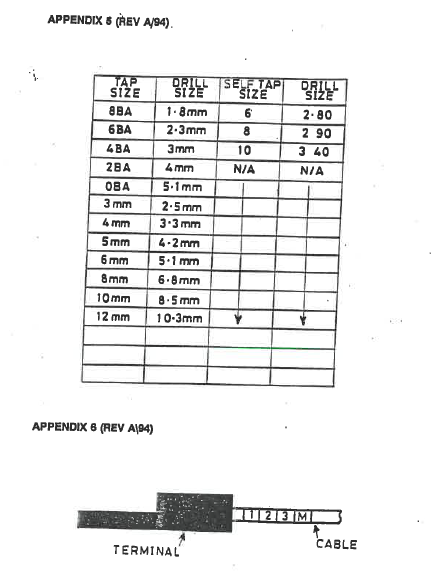 APPENDIX 5 (REV A/94).
TAP SIZE DRILL SIZE SELF TAP SIZE DRILL SIZE
8BA 1·8mm 6 2·80
6BA 2·3mm 8 2 90
4BA 3mm 10 3 40
2BA 4mm N/A N/A
OBA 5·1mm
3mm 2·5mm
4mm 3·3mm
5mm 4·2mm
6mm 5·1mm
8mm 6·8mm
10mm 8·5mm
12mm 10·3mm
APPENDIX 6 (REV A\94)
1 2 3 M
TERMINAL CABLE